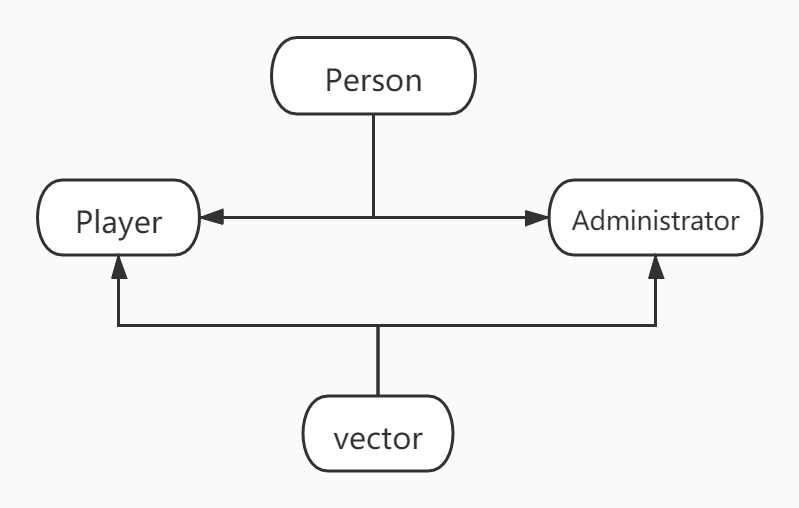 Person
Player
Administrator
vector